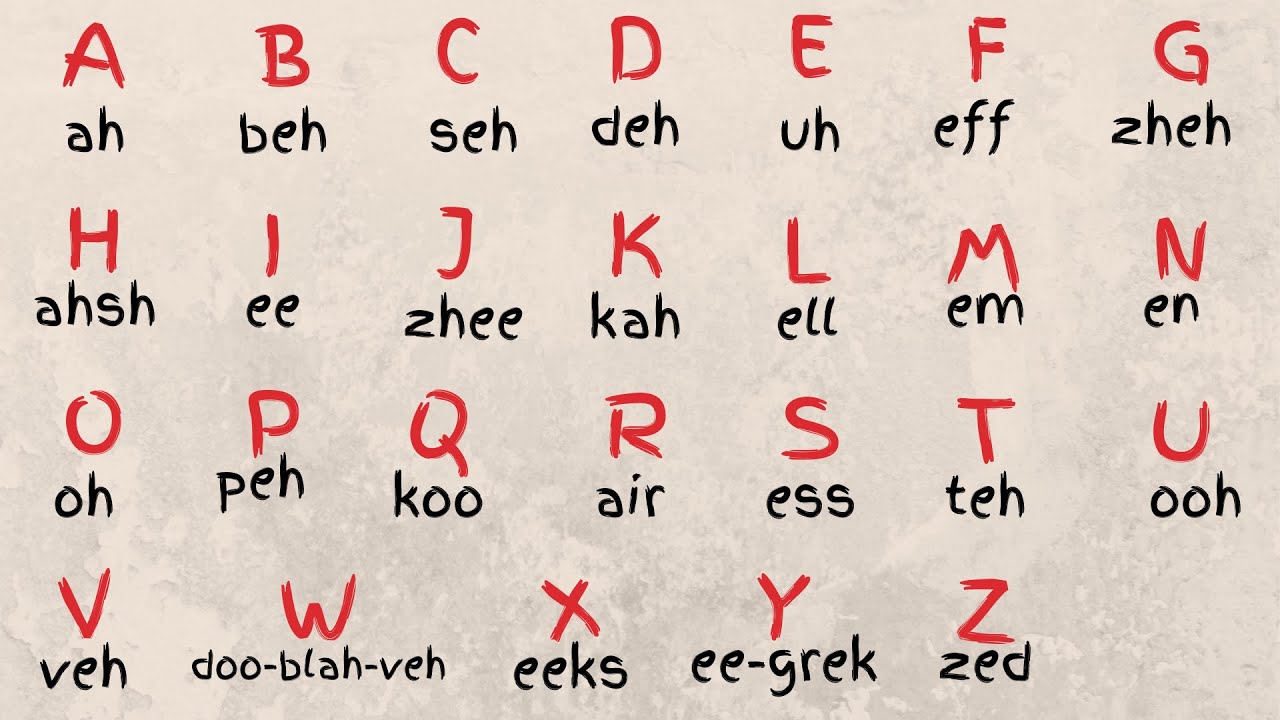 A B C D E F G
ah beh seh deh uh eff zheh
H I J K L M N
ahsh ee zhee kah ell em en
O P Q R S T U
oh peh koo air ess teh ooh
V W X Y Z
veh doo-blah-veh eeks ee-grek zed